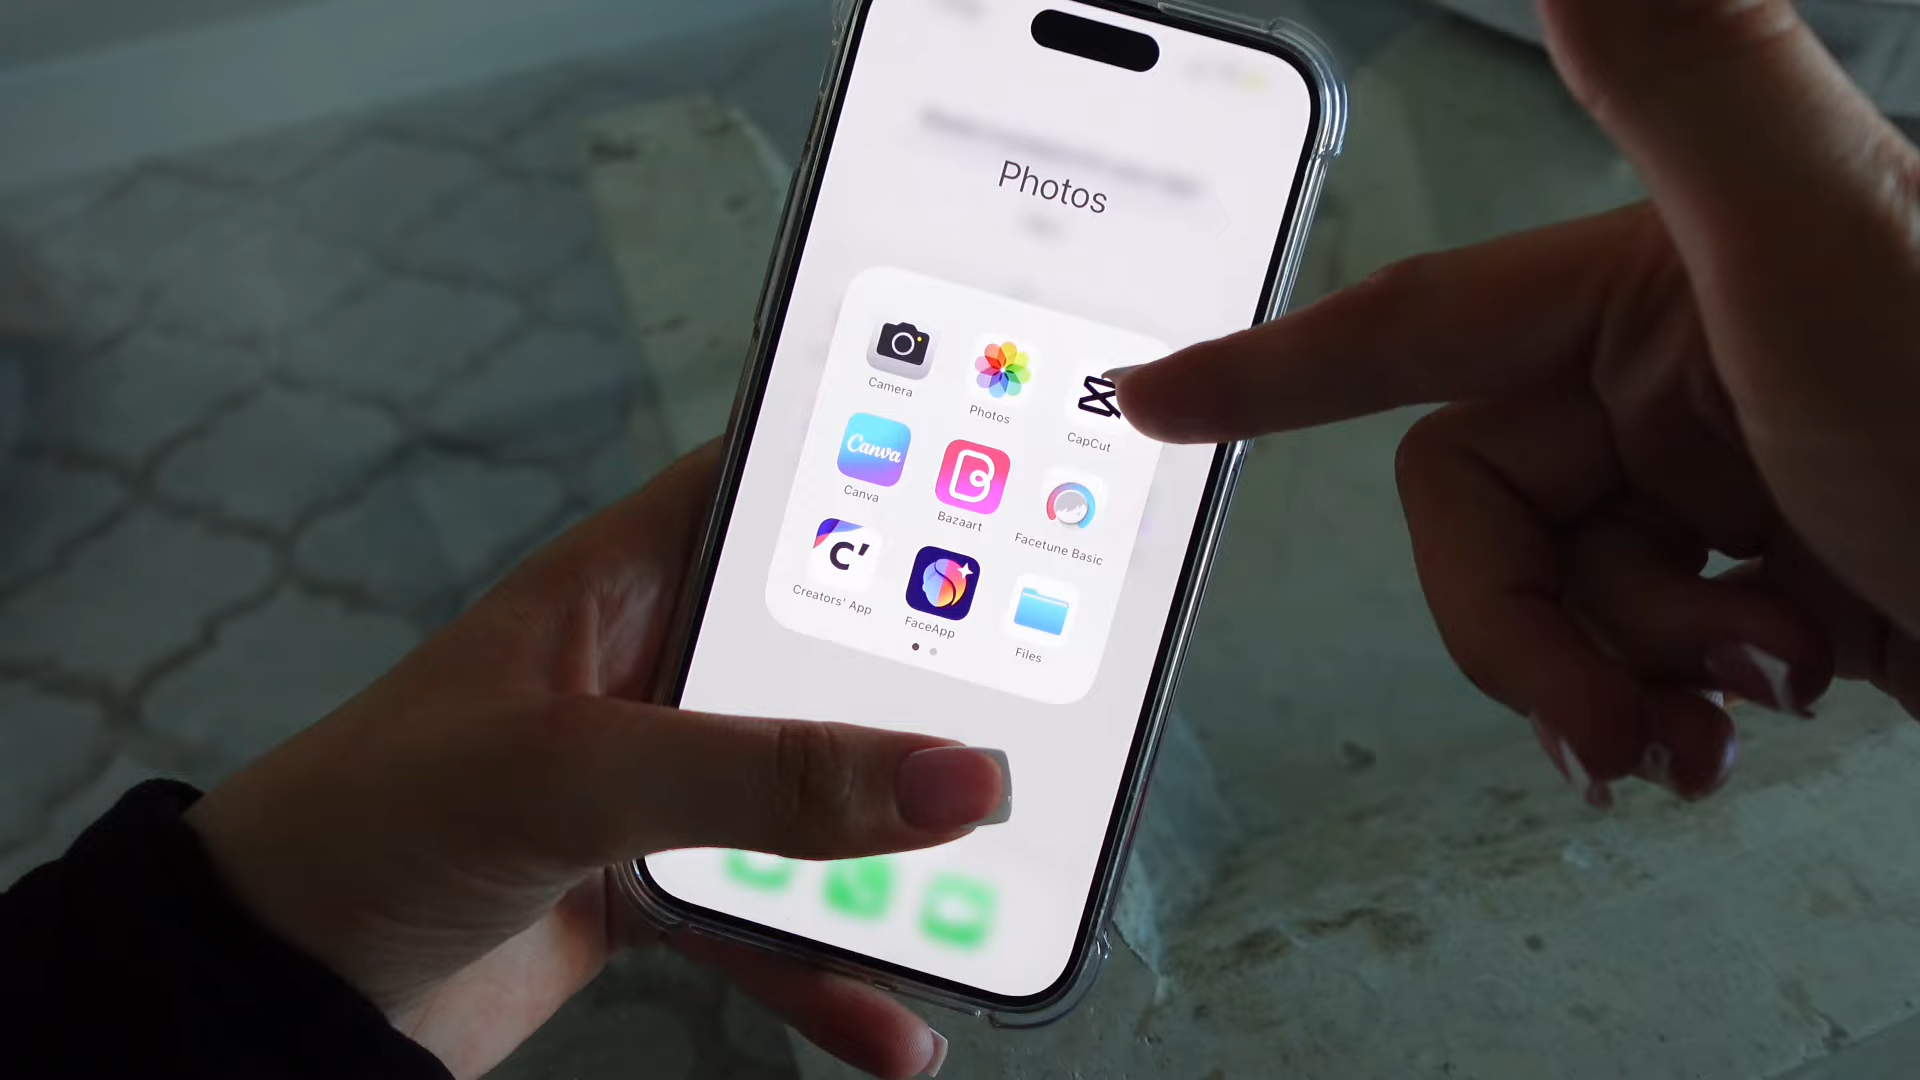 Photos
Camera
Photos
CapCut
Canva
Canva
Bazaart
Facetune Basic
C'
Creators' App
FaceApp
Files